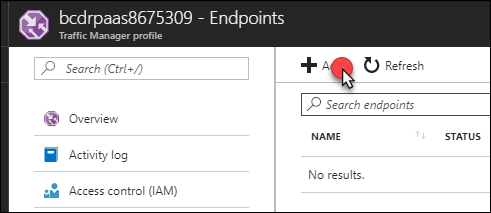 bcdrpaas8675309 - Endpoints
Traffic Manager profile
Search (Ctrl+/)
Overview
Activity log
Access control (IAM)
Refresh
Search endpoints
NAME STATUS
No results.